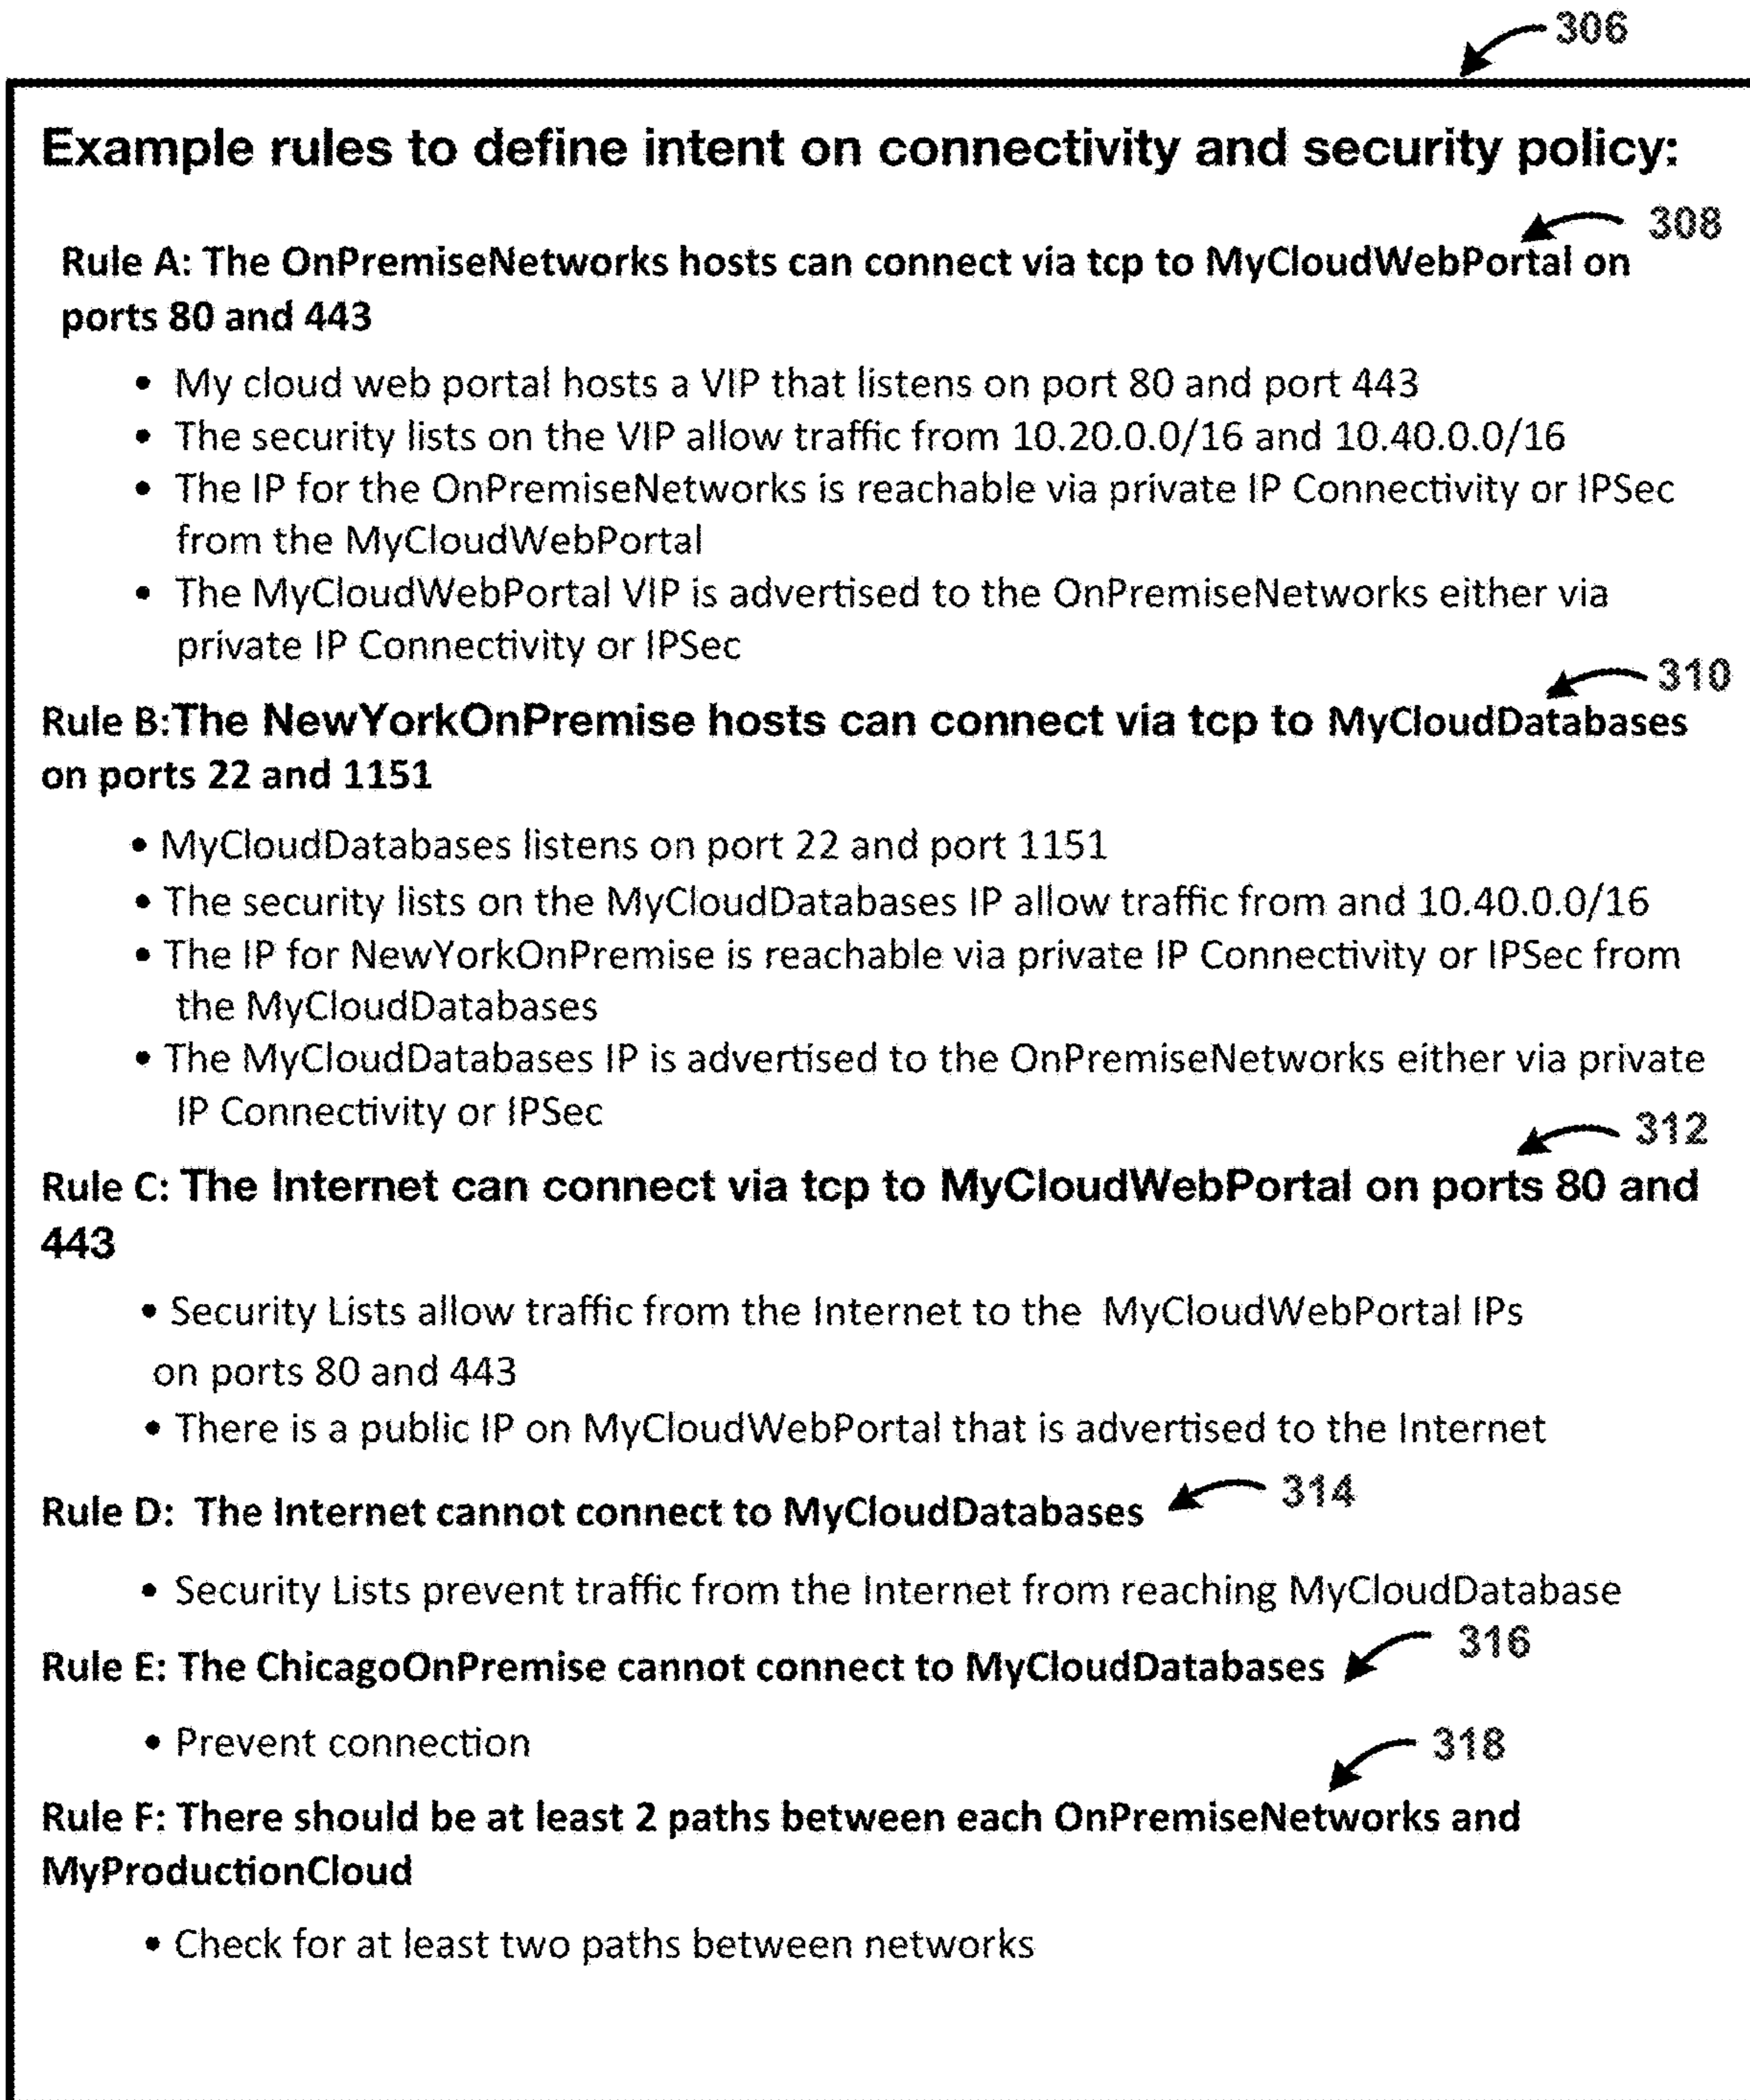 306
Example rules to define intent on connectivity and security policy:
308
Rule A: The OnPremiseNetworks hosts can connect via tcp to MyCloudWebPortal on
ports 80 and 443
• My cloud web portal hosts a VIP that listens on port 80 and port 443
• The security lists on the VIP allow traffic from 10.20.0.0/16 and 10.40.0.0/16
• The IP for the OnPremiseNetworks is reachable via private IP Connectivity or IPSec
from the MyCloudWebPortal
• The MyCloudWebPortal VIP is advertised to the OnPremiseNetworks either via
private IP Connectivity or IPSec
310
Rule B:The NewYorkOnPremise hosts can connect via tcp to MyCloudDatabases
on ports 22 and 1151
• MyCloudDatabases listens on port 22 and port 1151
• The security lists on the MyCloudDatabases IP allow traffic from and 10.40.0.0/16
• The IP for NewYorkOnPremise is reachable via private IP Connectivity or IPSec from
the MyCloudDatabases
• The MyCloudDatabases IP is advertised to the OnPremiseNetworks either via private
IP Connectivity or IPSec
312
Rule C: The Internet can connect via tcp to MyCloudWebPortal on ports 80 and
443
• Security Lists allow traffic from the Internet to the MyCloudWebPortal IPs
on ports 80 and 443
• There is a public IP on MyCloudWebPortal that is advertised to the Internet
Rule D: The Internet cannot connect to MyCloudDatabases 314
• Security Lists prevent traffic from the Internet from reaching MyCloudDatabase
Rule E: The ChicagoOnPremise cannot connect to MyCloudDatabases 316
• Prevent connection
318
Rule F: There should be at least 2 paths between each OnPremiseNetworks and
MyProductionCloud
• Check for at least two paths between networks